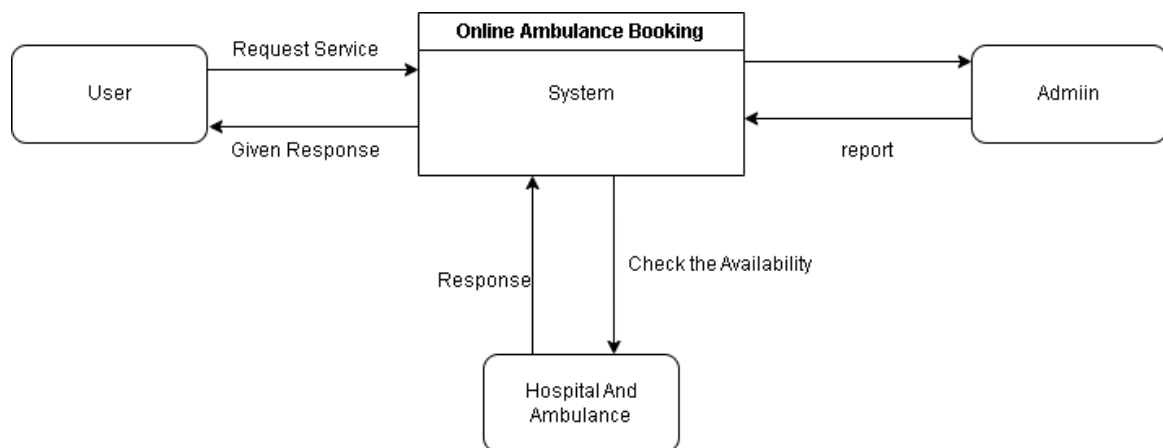 Online Ambulance Booking
Request Service
User
System
Admiin
Given Response
report
Response
Check the Availability
Hospital And
Ambulance